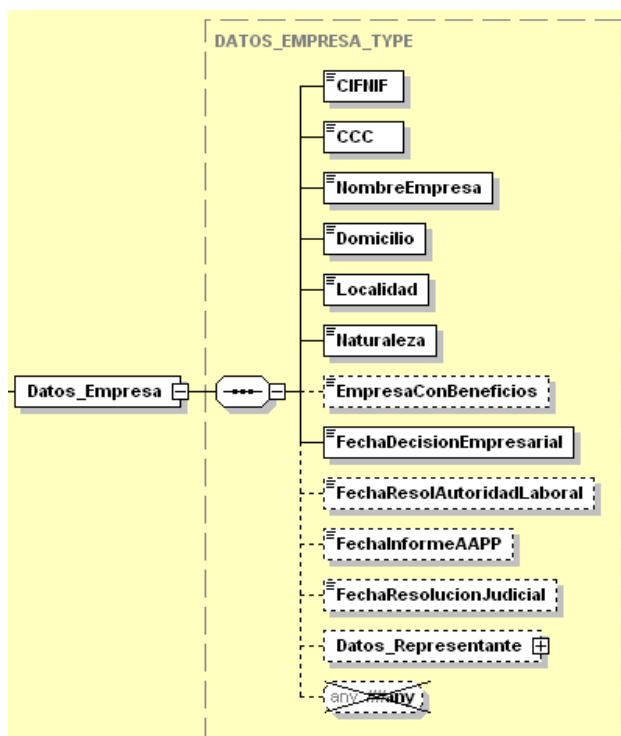 DATOS_EMPRESA_TYPE
CIFNIF
CCC
NombreEmpresa
Domicilio
Localidad
Naturaleza
Datos_Empresa
EmpresaConBeneficios
FechaDecisionEmpresarial
FechaResolAutoridadLaboral
FechaInformeAAPP
FechaResolucionJudicial
Datos_Representante
any ##any